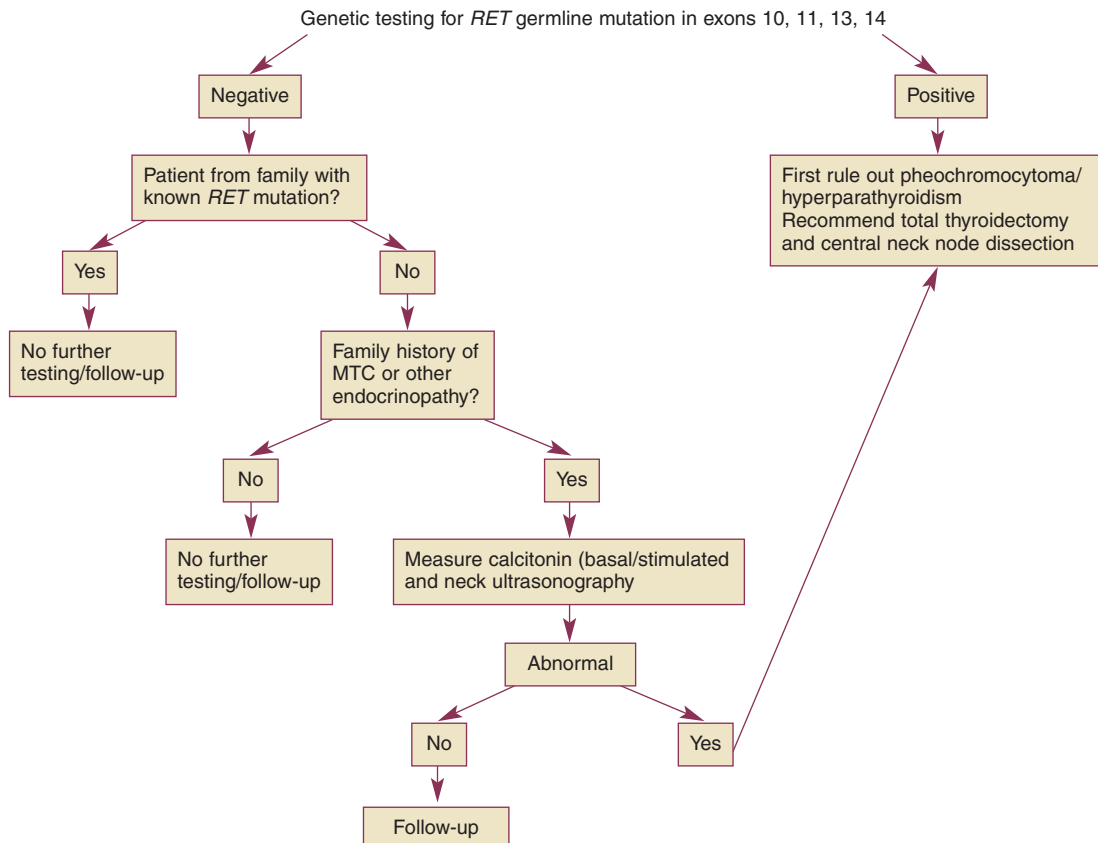 Genetic testing for RET germline mutation in exons 10, 11, 13, 14
Negative
Positive
Patient from family with
known RET mutation?
First rule out pheochromocytoma/
hyperparathyroidism
Recommend total thyroidectomy
and central neck node dissection
Yes
No
No further
testing/follow-up
Family history of
MTC or other
endocrinopathy?
No
Yes
No further
testing/follow-up
Measure calcitonin (basal/stimulated
and neck ultrasonography
Abnormal
No
Yes
Follow-up